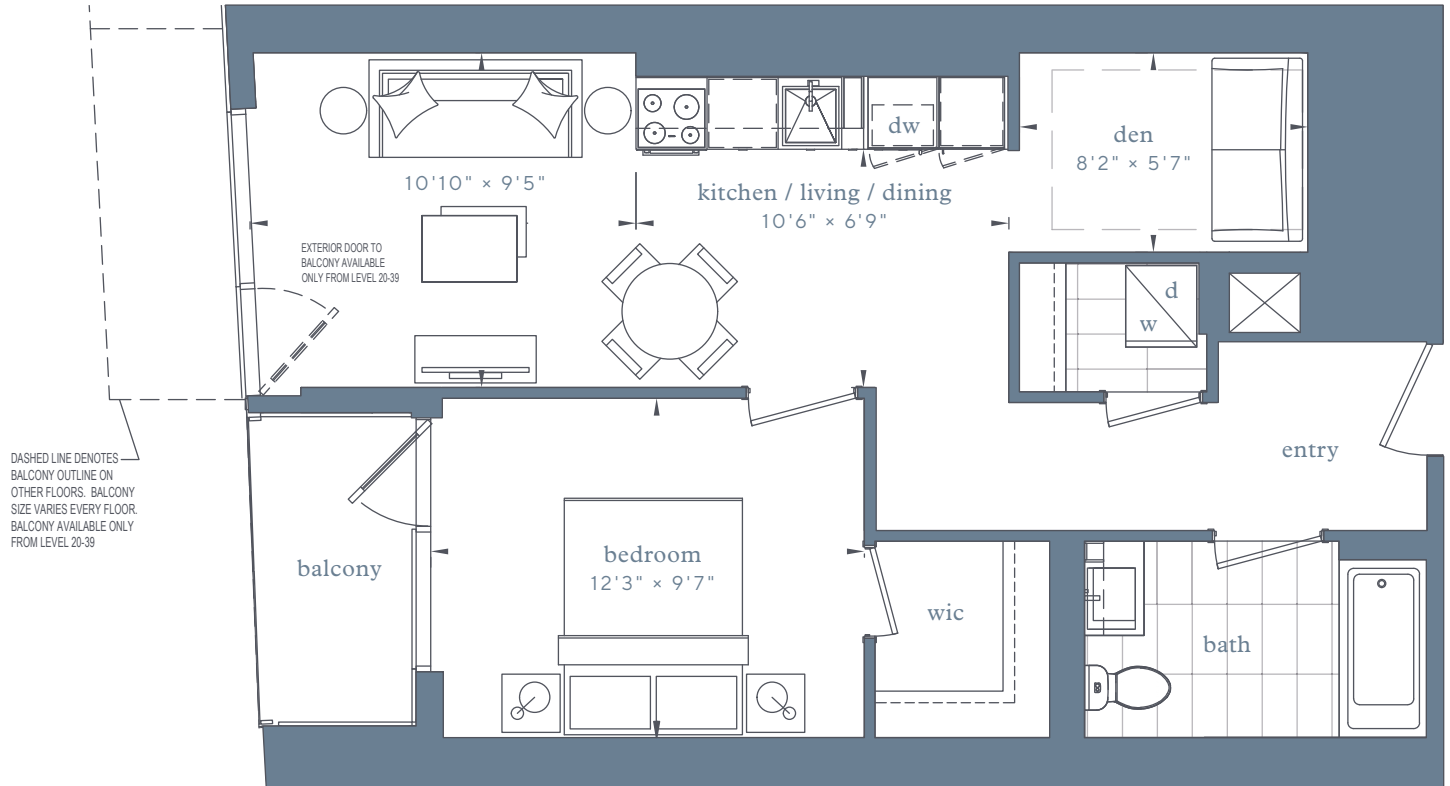 dw
den
8'2" × 5'7"
10'10" × 9'5"
kitchen / living / dining
10'6" × 6'9"
EXTERIOR DOOR TO
BALCONY AVAILABLE
ONLY FROM LEVEL 20-39
d
w
entry
DASHED LINE DENOTES
BALCONY OUTLINE ON
OTHER FLOORS. BALCONY
SIZE VARIES EVERY FLOOR.
BALCONY AVAILABLE ONLY
FROM LEVEL 20-39
balcony
bedroom
12'3" × 9'7"
wic
bath